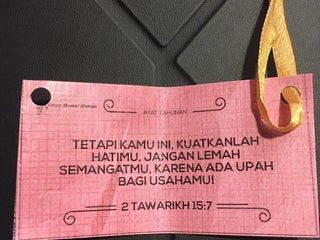 AYAT TAHUNAN
TETAPI KAMU INI, KUATKANLAH
HATIMU, JANGAN LEMAH
SEMANGATMU, KARENA ADA UPAH
BAGI USAHAMU!
2 TAWARIKH 15:7